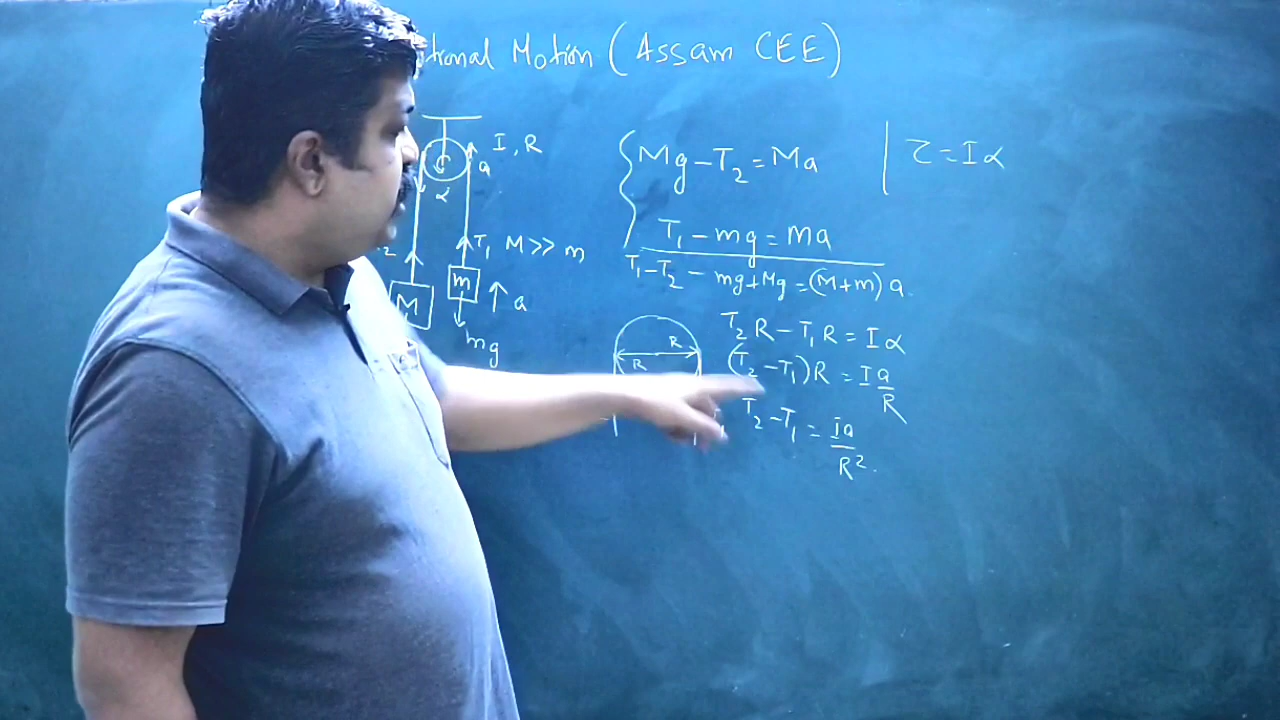 Motion (Assam CEE)
I, R
a
α
Mg - T₂ = Ma
τ = Iα
T₁ - mg = ma
T₁ - T₂ - mg + Mg = (M+m) a
T₁ M >> m
M
m
a
mg
T₂R - T₁R = Iα
R
R
(T₂ - T₁)R = I a/R
T₂ - T₁ = Ia/R².